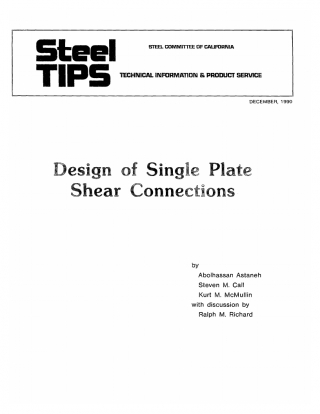 Steel
TIPS
STEEL COMMITTEE OF CALIFORNIA
TECHNICAL INFORMATION & PRODUCT SERVICE
DECEMBER, 1990
Design of Single Plate
Shear Connections
by
Abolhassan Astaneh
Steven M. Call
Kurt M. McMullin
with discussion by
Ralph M. Richard